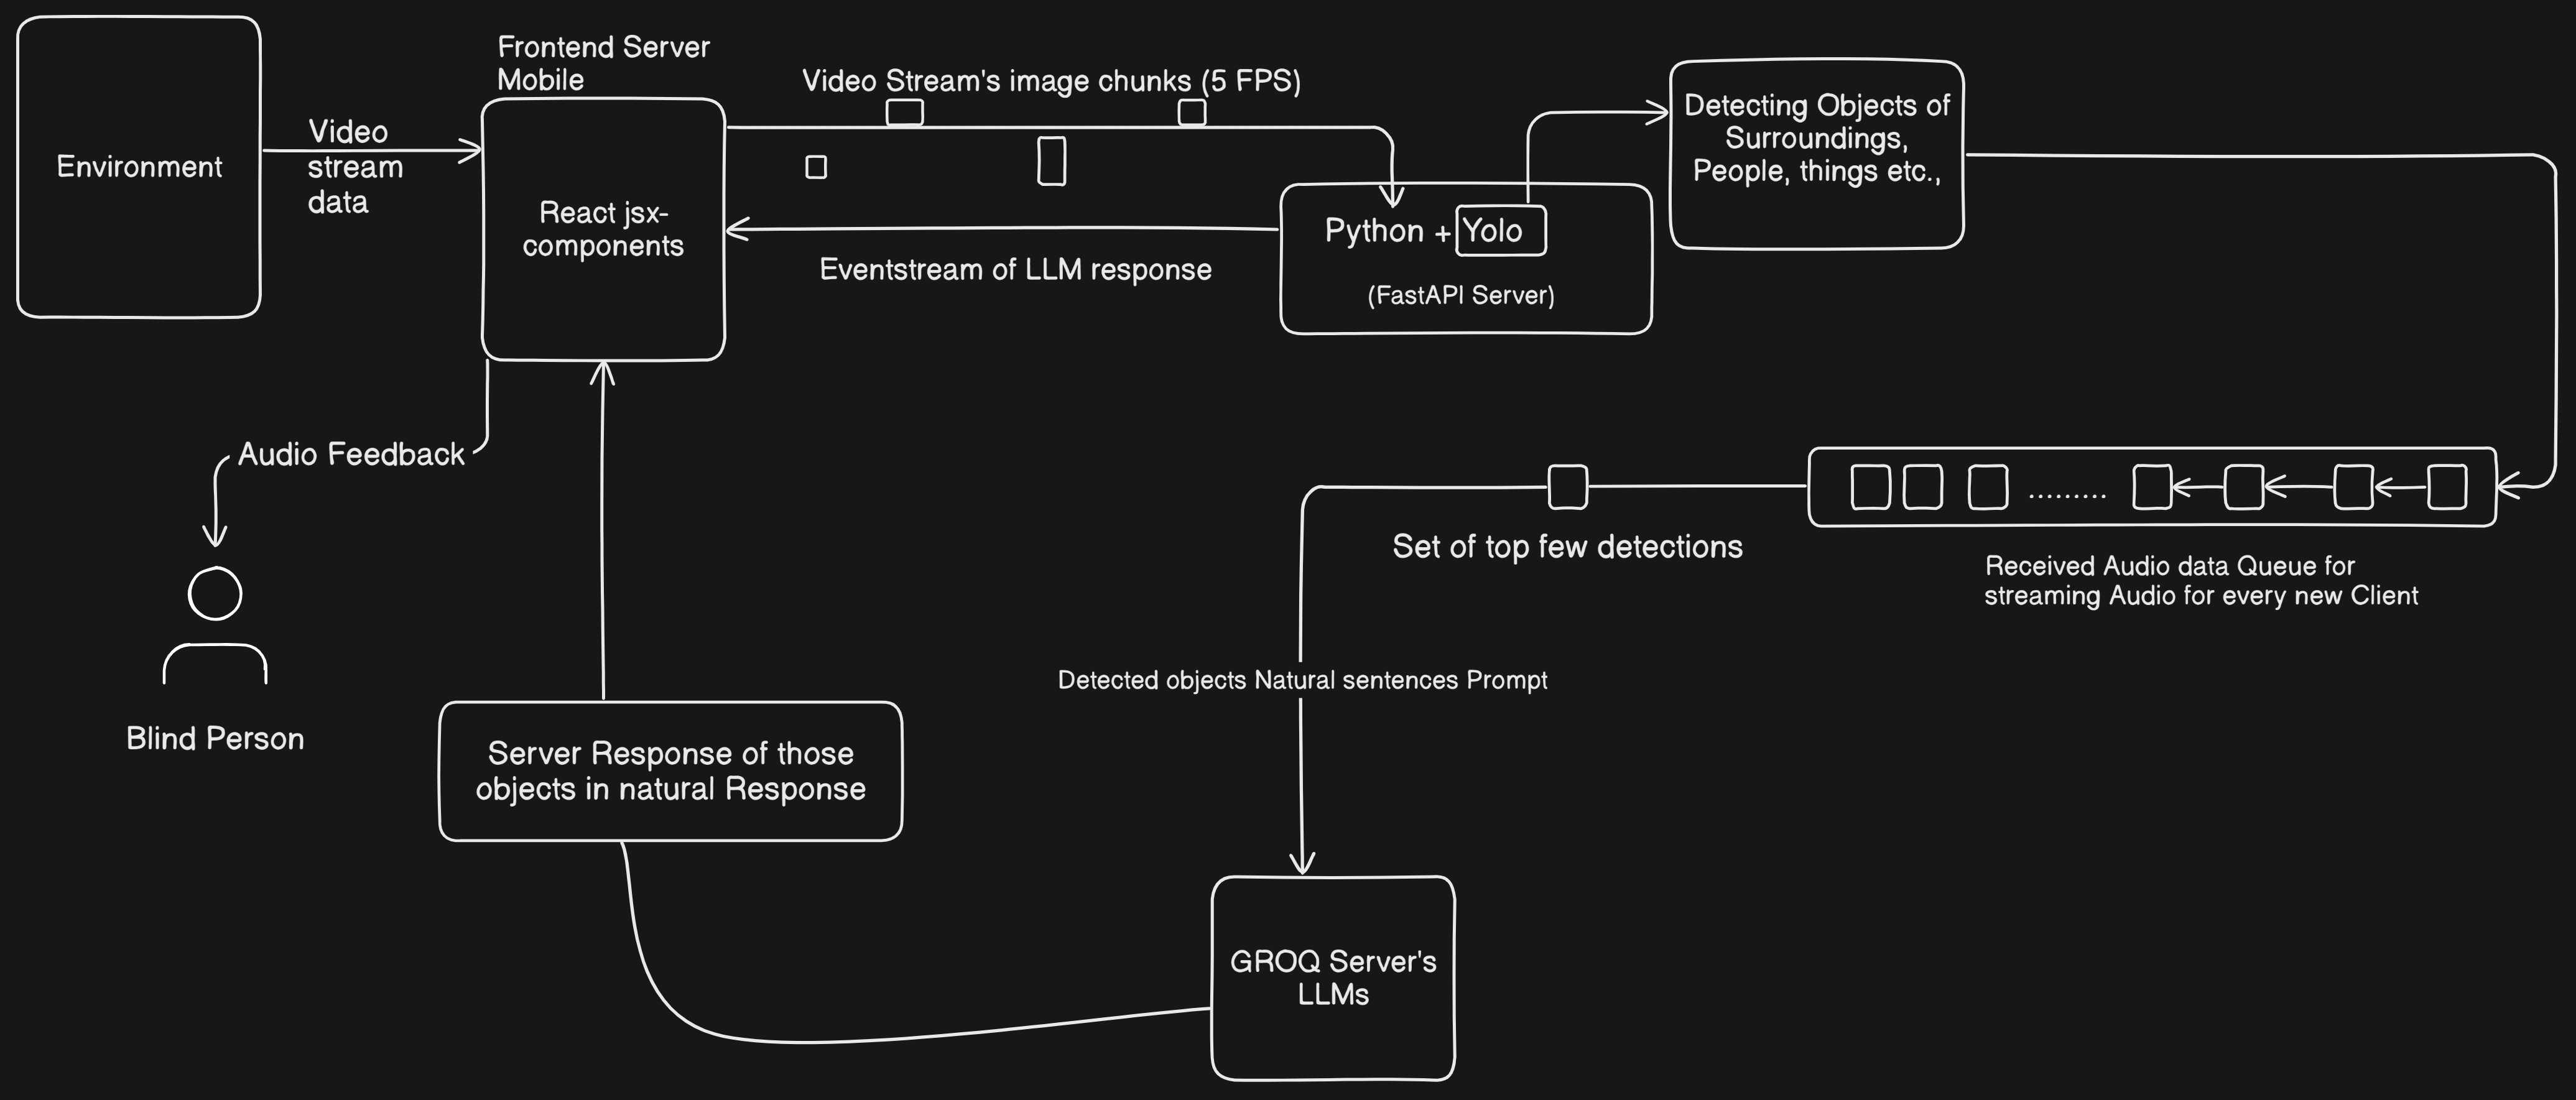 Environment
Video
stream
data
Frontend Server
Mobile
React jsx-
components
Video Stream's image chunks (5 FPS)
Eventstream of LLM response
Python + Yolo
(FastAPI Server)
Detecting Objects of
Surroundings,
People, things etc.,
Audio Feedback
Blind Person
.........
Received Audio data Queue for
streaming Audio for every new Client
Set of top few detections
Detected objects Natural sentences Prompt
Server Response of those
objects in natural Response
GROQ Server's
LLMs